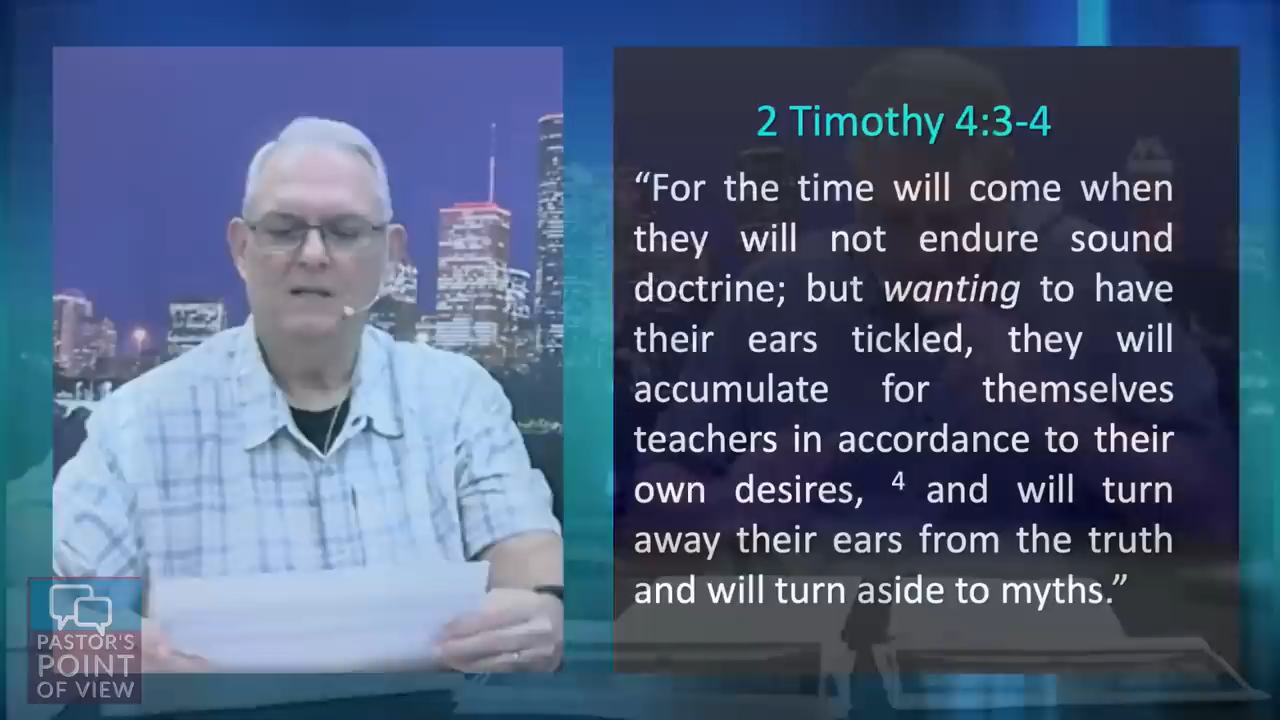 2 Timothy 4:3-4
“For the time will come when
they will not endure sound
doctrine; but wanting to have
their ears tickled, they will
accumulate for themselves
teachers in accordance to their
own desires, ⁴ and will turn
away their ears from the truth
and will turn aside to myths.”
PASTOR'S
POINT
OF VIEW